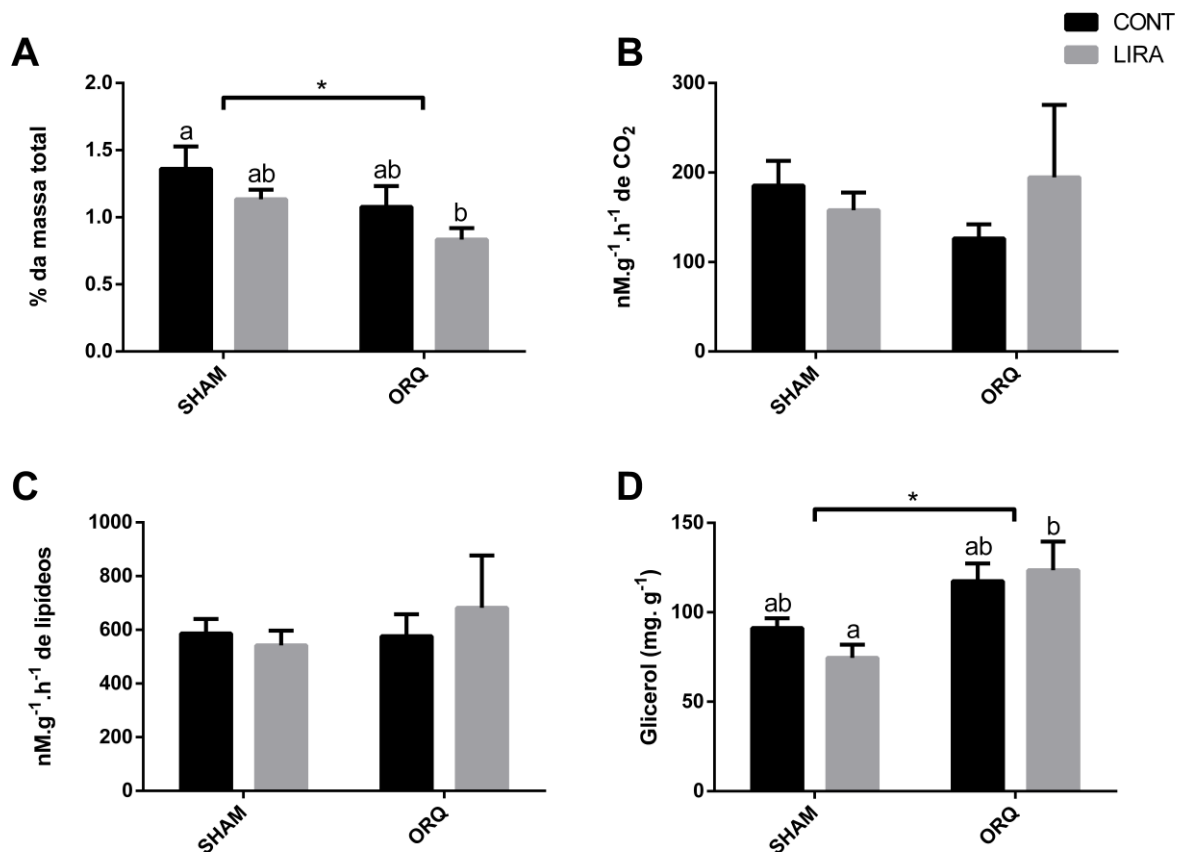 CONT
LIRA
A
% da massa total
2.0
1.5
1.0
0.5
0.0
*
a
ab
ab
b
SHAM
ORQ
B
nM.g⁻¹.h⁻¹ de CO₂
300
200
100
0
SHAM
ORQ
C
nM.g⁻¹.h⁻¹ de lipídeos
1000
800
600
400
200
0
SHAM
ORQ
D
Glicerol (mg. g⁻¹)
150
100
50
0
*
ab
a
ab
b
SHAM
ORQ